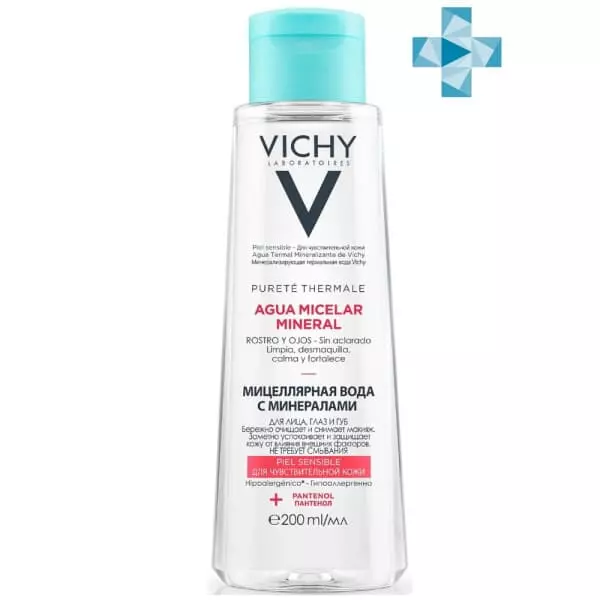 VICHY
LABORATOIRES
V
Piel sensible - Для чувствительной кожи
Agua Termal Mineralizante de Vichy
Минерализирующая термальная вода Vichy
PURETÉ THERMALE
AGUA MICELAR
MINERAL
ROSTRO Y OJOS - Sin aclarado
Limpia, desmaquilla,
calma y fortalece
МИЦЕЛЛЯРНАЯ ВОДА
С МИНЕРАЛАМИ
ДЛЯ ЛИЦА, ГЛАЗ И ГУБ
Бережно очищает и снимает макияж.
Заметно успокаивает и защищает
кожу от влияния внешних факторов.
НЕ ТРЕБУЕТ СМЫВАНИЯ
PIEL SENSIBLE
ДЛЯ ЧУВСТВИТЕЛЬНОЙ КОЖИ
Hipoalergénico* - Гипоаллергенно
+ PANTENOL
ПАНТЕНОЛ
℮200 ml/мл